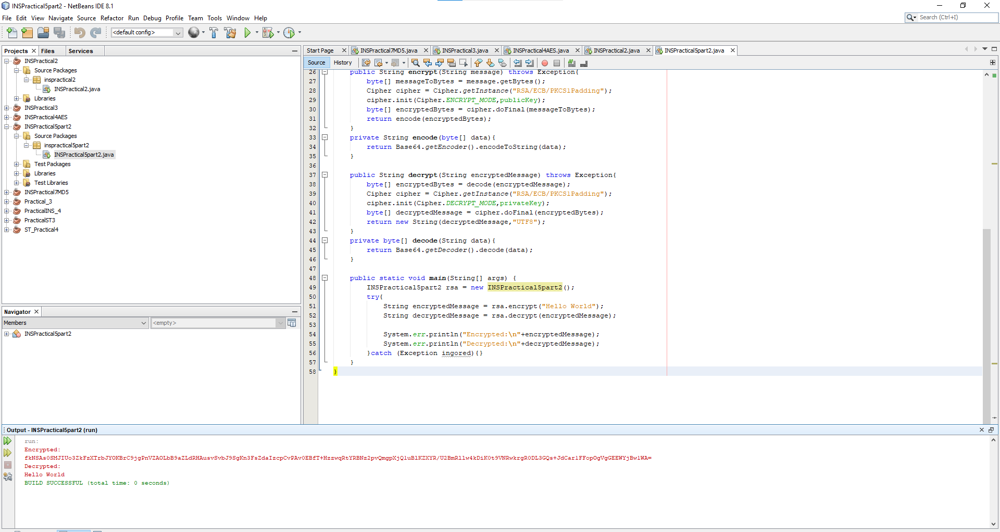 INSPractical5part2 - NetBeans IDE 8.1
File Edit View Navigate Source Refactor Run Debug Profile Team Tools Window Help
Search (Ctrl+I)
<default config>
Projects Files Services
INSPractical2
Source Packages
inspractical2
INSPractical2.java
Libraries
INSPractical3
INSPractical4AES
INSPractical5part2
Source Packages
inspractical5part2
INSPractical5part2.java
Test Packages
Libraries
Test Libraries
INSPractical7MD5
Practical_3
PracticalINS_4
PracticalST3
ST_Practical4
Navigator
Members <empty>
INSPractical5part2
Start Page INSPractical7MD5.java INSPractical3.java INSPractical4AES.java INSPractical2.java INSPractical5part2.java
Source History
26 public String encrypt(String message) throws Exception{
27 byte[] messageToBytes = message.getBytes();
28 Cipher cipher = Cipher.getInstance("RSA/ECB/PKCS1Padding");
29 cipher.init(Cipher.ENCRYPT_MODE,publicKey);
30 byte[] encryptedBytes = cipher.doFinal(messageToBytes);
31 return encode(encryptedBytes);
32 }
33 private String encode(byte[] data){
34 return Base64.getEncoder().encodeToString(data);
35 }
36
37 public String decrypt(String encryptedMessage) throws Exception{
38 byte[] encryptedBytes = decode(encryptedMessage);
39 Cipher cipher = Cipher.getInstance("RSA/ECB/PKCS1Padding");
40 cipher.init(Cipher.DECRYPT_MODE,privateKey);
41 byte[] decryptedMessage = cipher.doFinal(encryptedBytes);
42 return new String(decryptedMessage,"UTF8");
43 }
44 private byte[] decode(String data){
45 return Base64.getDecoder().decode(data);
46 }
47
48 public static void main(String[] args) {
49 INSPractical5part2 rsa = new INSPractical5part2();
50 try{
51 String encryptedMessage = rsa.encrypt("Hello World");
52 String decryptedMessage = rsa.decrypt(encryptedMessage);
53
54 System.err.println("Encrypted:\n"+encryptedMessage);
55 System.err.println("Decrypted:\n"+decryptedMessage);
56 }catch (Exception ingored){}
57 }
58 }
Output - INSPractical5part2 (run)
run:
Encrypted:
Decrypted:
Hello World
BUILD SUCCESSFUL (total time: 0 seconds)